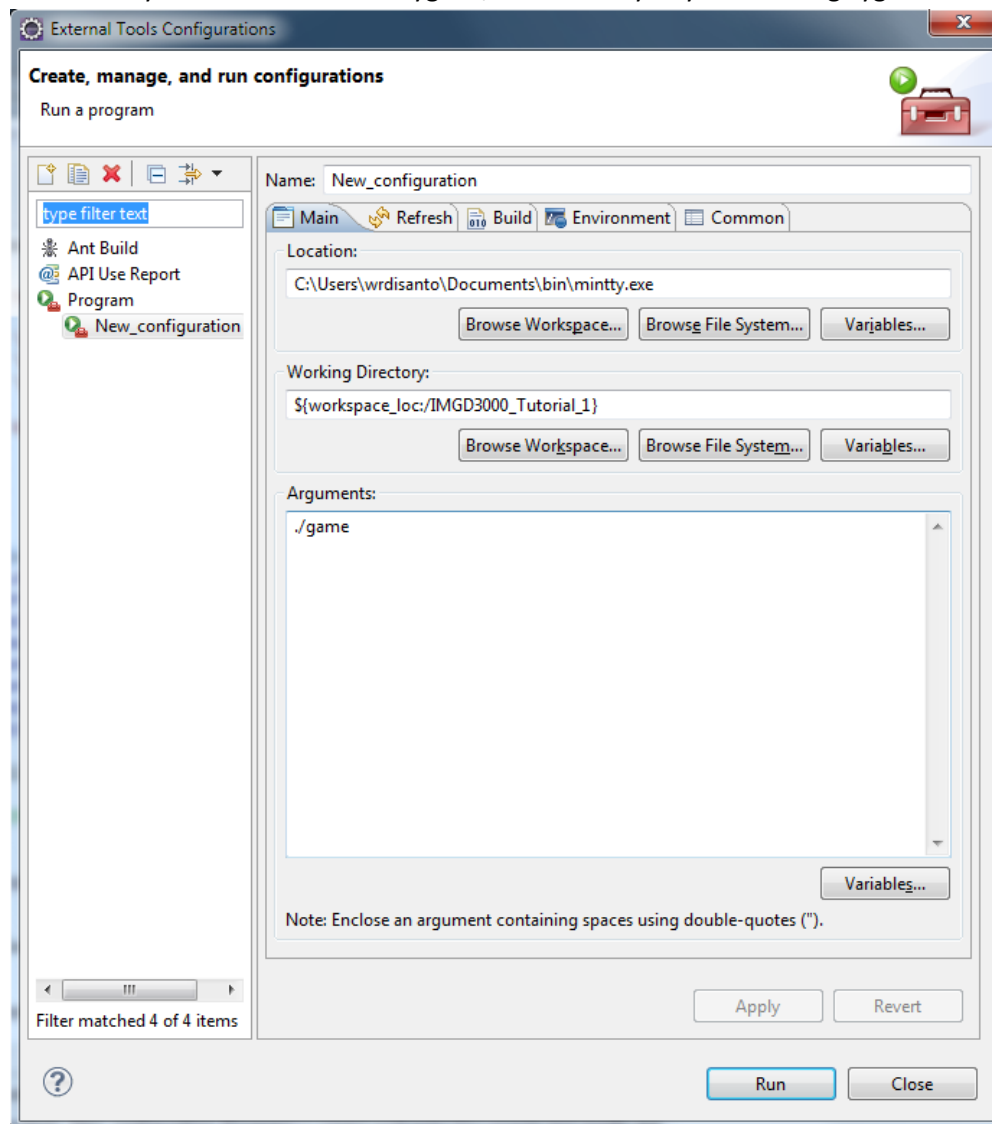 External Tools Configurations
Create, manage, and run configurations
Run a program
type filter text
Ant Build
API Use Report
Program
New_configuration
Filter matched 4 of 4 items
Name: New_configuration
Main Refresh Build Environment Common
Location:
C:\Users\wrdisanto\Documents\bin\mintty.exe
Browse Workspace... Browse File System... Variables...
Working Directory:
${workspace_loc:/IMGD3000_Tutorial_1}
Browse Workspace... Browse File System... Variables...
Arguments:
./game
Variables...
Note: Enclose an argument containing spaces using double-quotes (").
Apply Revert
Run Close